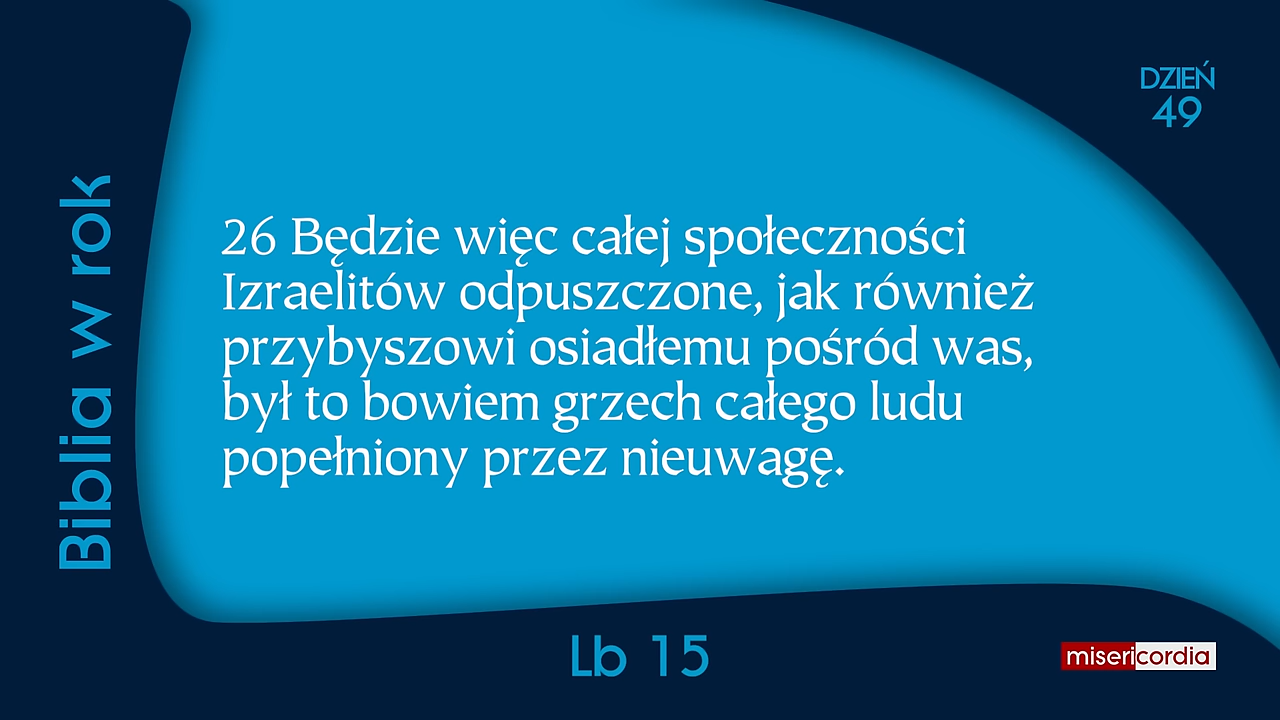 DZIEŃ
49
Biblia w rok
26 Będzie więc całej społeczności
Izraelitów odpuszczone, jak również
przybyszowi osiadłemu pośród was,
był to bowiem grzech całego ludu
popełniony przez nieuwagę.
Lb 15
misericordia